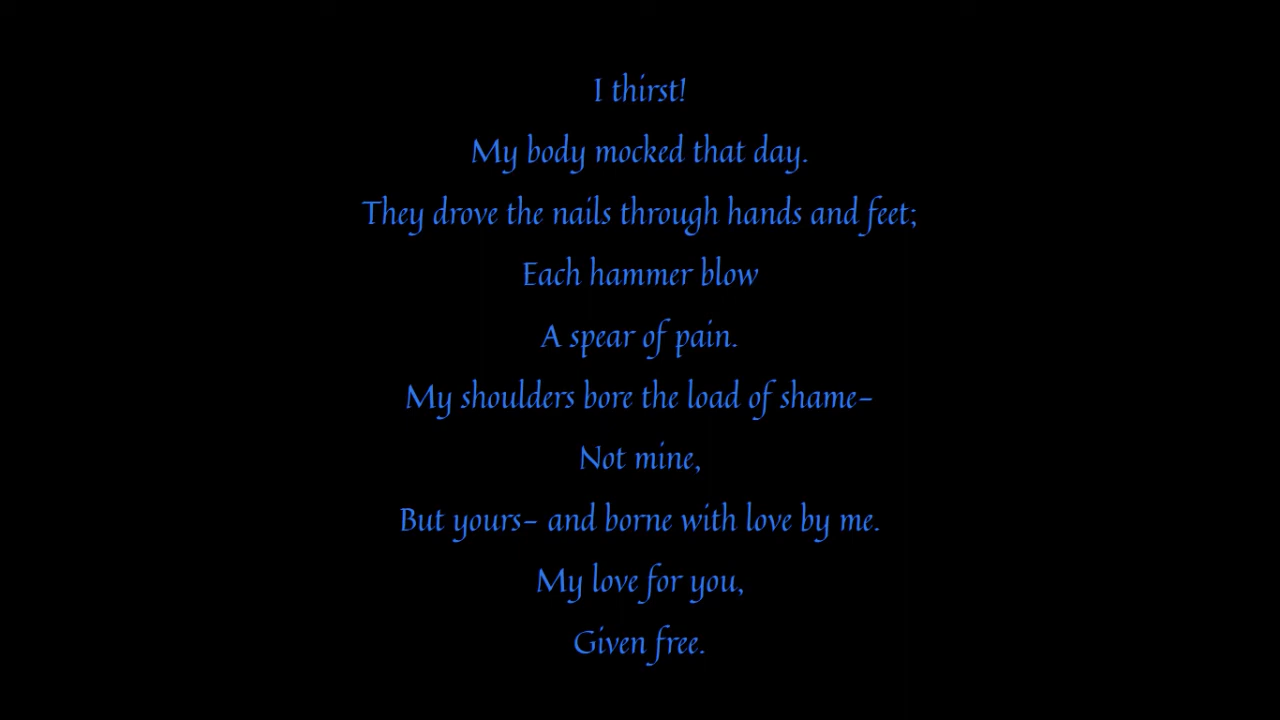 I thirst!
My body mocked that day.
They drove the nails through hands and feet;
Each hammer blow
A spear of pain.
My shoulders bore the load of shame-
Not mine,
But yours- and borne with love by me.
My love for you,
Given free.